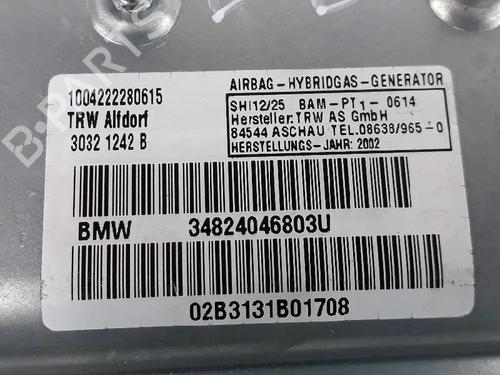 1004222280615
TRW Alfdorf
3032 1242 B
AIRBAG-HYBRIDGAS-GENERATOR
SHI12/25 BAM-PT1-0614
Hersteller:TRW AS GmbH
84544 ASCHAU TEL.08638/965-0
HERSTELLUNGS-JAHR: 2002
BMW 34824046803U
02B3131B01708